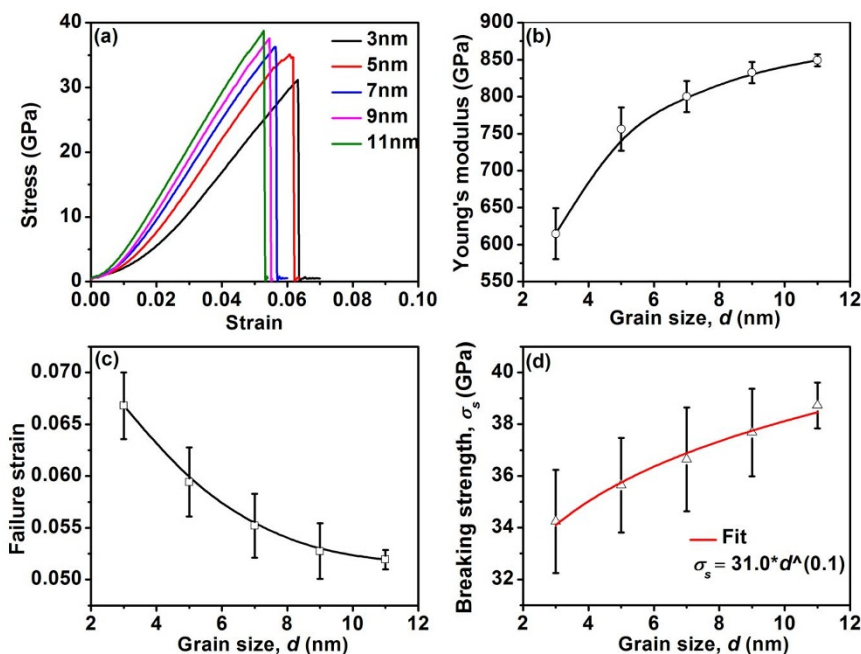 (a)
3nm
5nm
7nm
9nm
11nm
Stress (GPa)
40
30
20
10
0
0.00 0.02 0.04 0.06 0.08 0.10
Strain
(b)
Young's modulus (GPa)
900
850
800
750
700
650
600
550
2 4 6 8 10 12
Grain size, d (nm)
(c)
Failure strain
0.070
0.065
0.060
0.055
0.050
2 4 6 8 10 12
Grain size, d (nm)
(d)
Breaking strength, σs (GPa)
40
38
36
34
32
Fit
σs = 31.0*d^(0.1)
2 4 6 8 10 12
Grain size, d (nm)